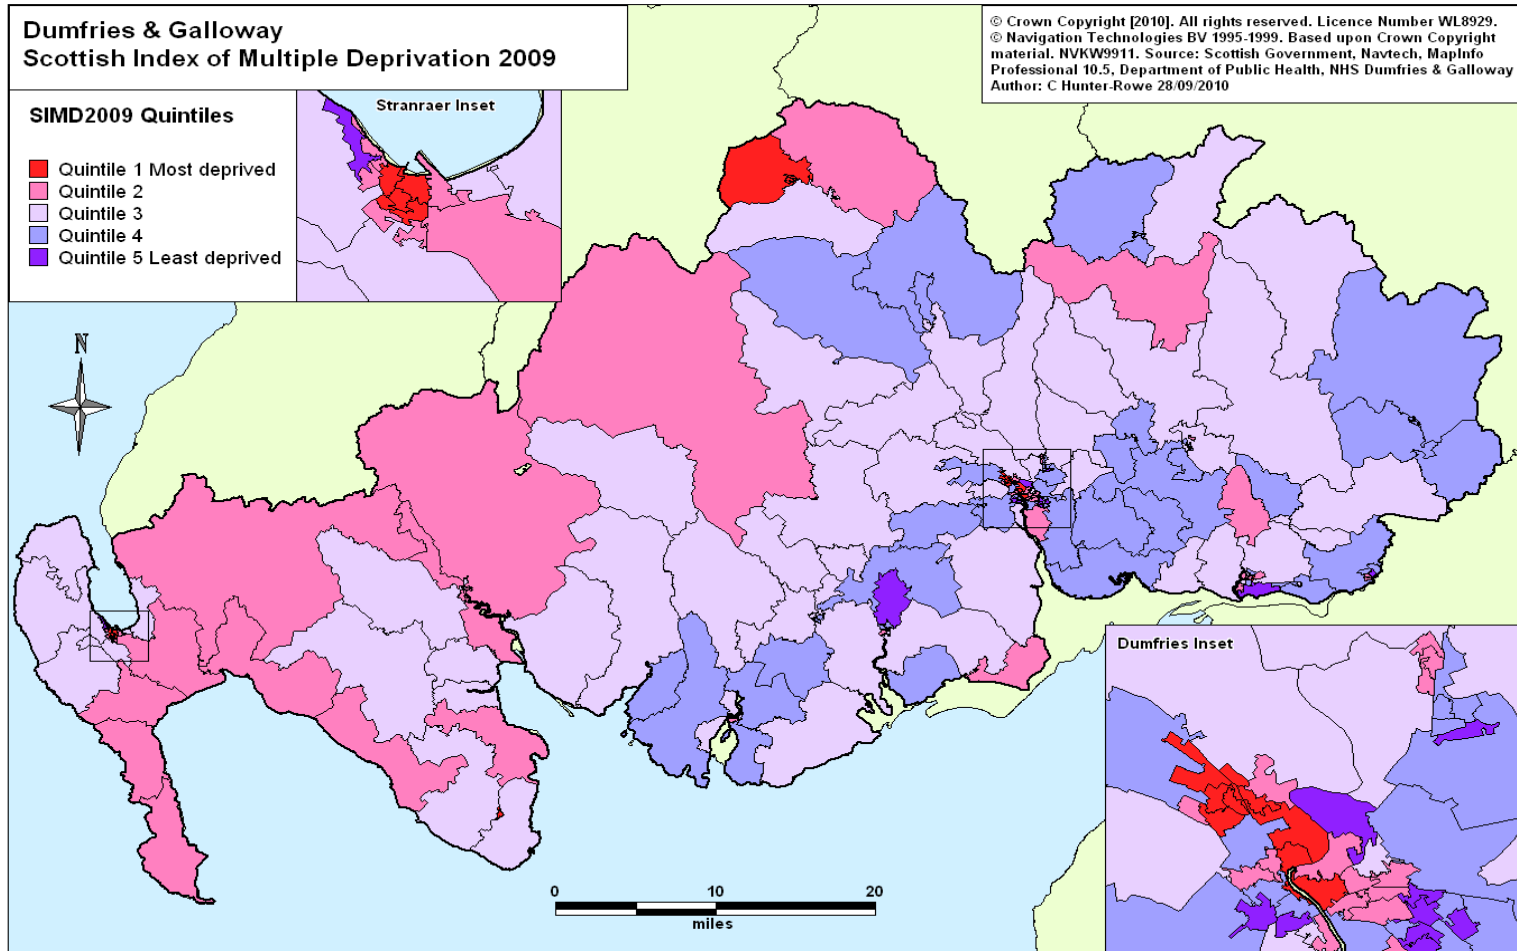 Dumfries & Galloway
Scottish Index of Multiple Deprivation 2009
© Crown Copyright [2010]. All rights reserved. Licence Number WL8929.
© Navigation Technologies BV 1995-1999. Based upon Crown Copyright
material. NVKW9911. Source: Scottish Government, Navtech, MapInfo
Professional 10.5, Department of Public Health, NHS Dumfries & Galloway
Author: C Hunter-Rowe 28/09/2010
SIMD2009 Quintiles
Quintile 1 Most deprived
Quintile 2
Quintile 3
Quintile 4
Quintile 5 Least deprived
Stranraer Inset
N
Dumfries Inset
0 10 20
miles